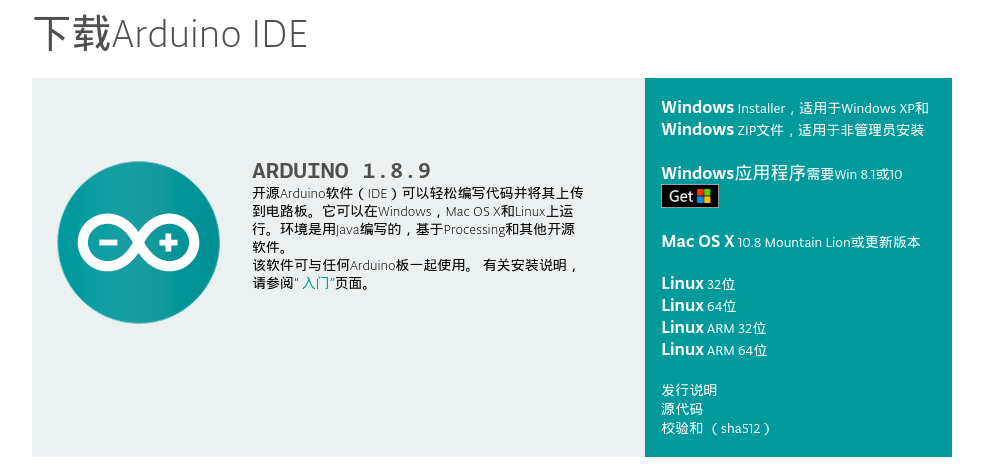 下载Arduino IDE
ARDUINO 1.8.9
开源Arduino软件（IDE）可以轻松编写代码并将其上传
到电路板。它可以在Windows，Mac OS X和Linux上运
行。环境是用Java编写的，基于Processing和其他开源
软件。
该软件可与任何Arduino板一起使用。 有关安装说明，
请参阅“ 入门”页面。
Windows Installer，适用于Windows XP和
Windows ZIP文件，适用于非管理员安装
Windows应用程序需要Win 8.1或10
Get
Mac OS X 10.8 Mountain Lion或更新版本
Linux 32位
Linux 64位
Linux ARM 32位
Linux ARM 64位
发行说明
源代码
校验和 （sha512）